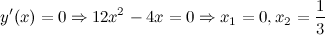 y′(x) = 0 ⇒ 12x² − 4x = 0 ⇒ x₁ = 0, x₂ = 1/3